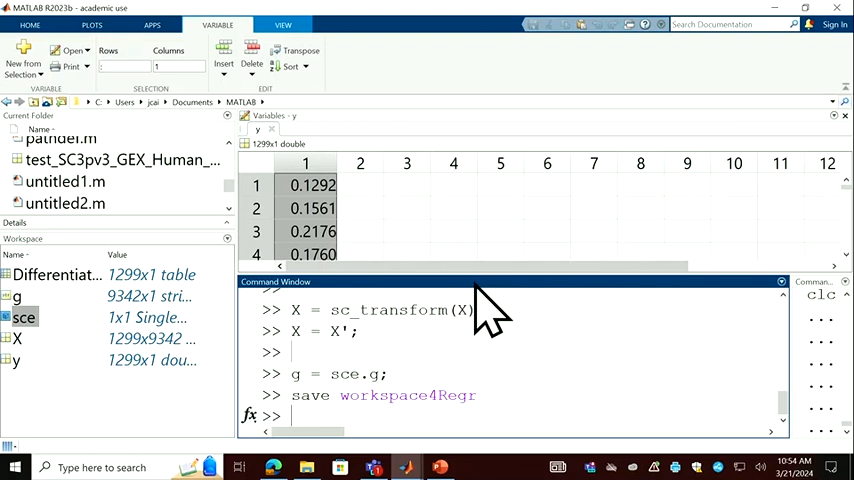 MATLAB R2023b - academic use
HOME PLOTS APPS VARIABLE VIEW
Search Documentation Sign In
New from Selection
Open
Print
Rows Columns
: 1
Insert Delete
Transpose
Sort
VARIABLE SELECTION EDIT
C: Users jcai Documents MATLAB
Current Folder
Name
pathdef.m
test_SC3pv3_GEX_Human_...
untitled1.m
untitled2.m
Details
Workspace
Name Value
Differentiat... 1299x1 table
g 9342x1 stri...
sce 1x1 Single...
X 1299x9342 ...
y 1299x1 dou...
Variables - y
y
1299x1 double
1 2 3 4 5 6 7 8 9 10 11 12
1 0.1292
2 0.1561
3 0.2176
4 0.1760
Command Window
>>
>> X = sc_transform(X)
>> X = X';
>>
>> g = sce.g;
>> save workspace4Regr
fx >>
Comman...
clc
...
...
...
...
...
...
Type here to search
10:54 AM
3/21/2024